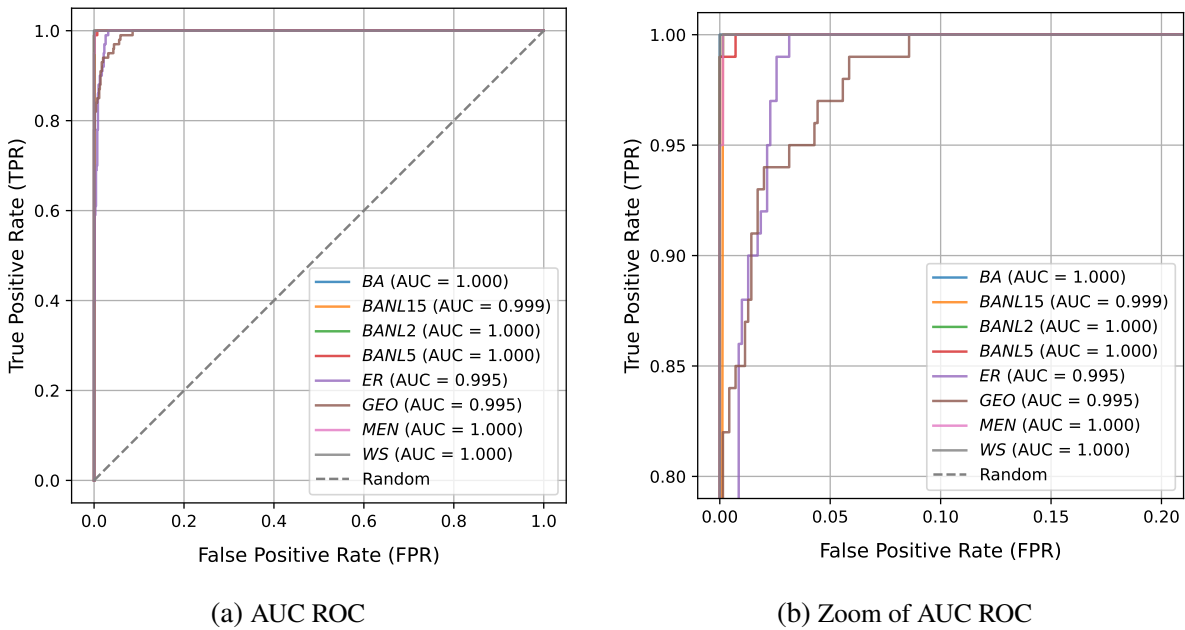 1.0
0.8
0.6
0.4
0.2
0.0
True Positive Rate (TPR)
BA (AUC = 1.000)
BANL15 (AUC = 0.999)
BANL2 (AUC = 1.000)
BANL5 (AUC = 1.000)
ER (AUC = 0.995)
GEO (AUC = 0.995)
MEN (AUC = 1.000)
WS (AUC = 1.000)
Random
0.0 0.2 0.4 0.6 0.8 1.0
False Positive Rate (FPR)
(a) AUC ROC
1.00
0.95
0.90
0.85
0.80
True Positive Rate (TPR)
BA (AUC = 1.000)
BANL15 (AUC = 0.999)
BANL2 (AUC = 1.000)
BANL5 (AUC = 1.000)
ER (AUC = 0.995)
GEO (AUC = 0.995)
MEN (AUC = 1.000)
WS (AUC = 1.000)
Random
0.00 0.05 0.10 0.15 0.20
False Positive Rate (FPR)
(b) Zoom of AUC ROC